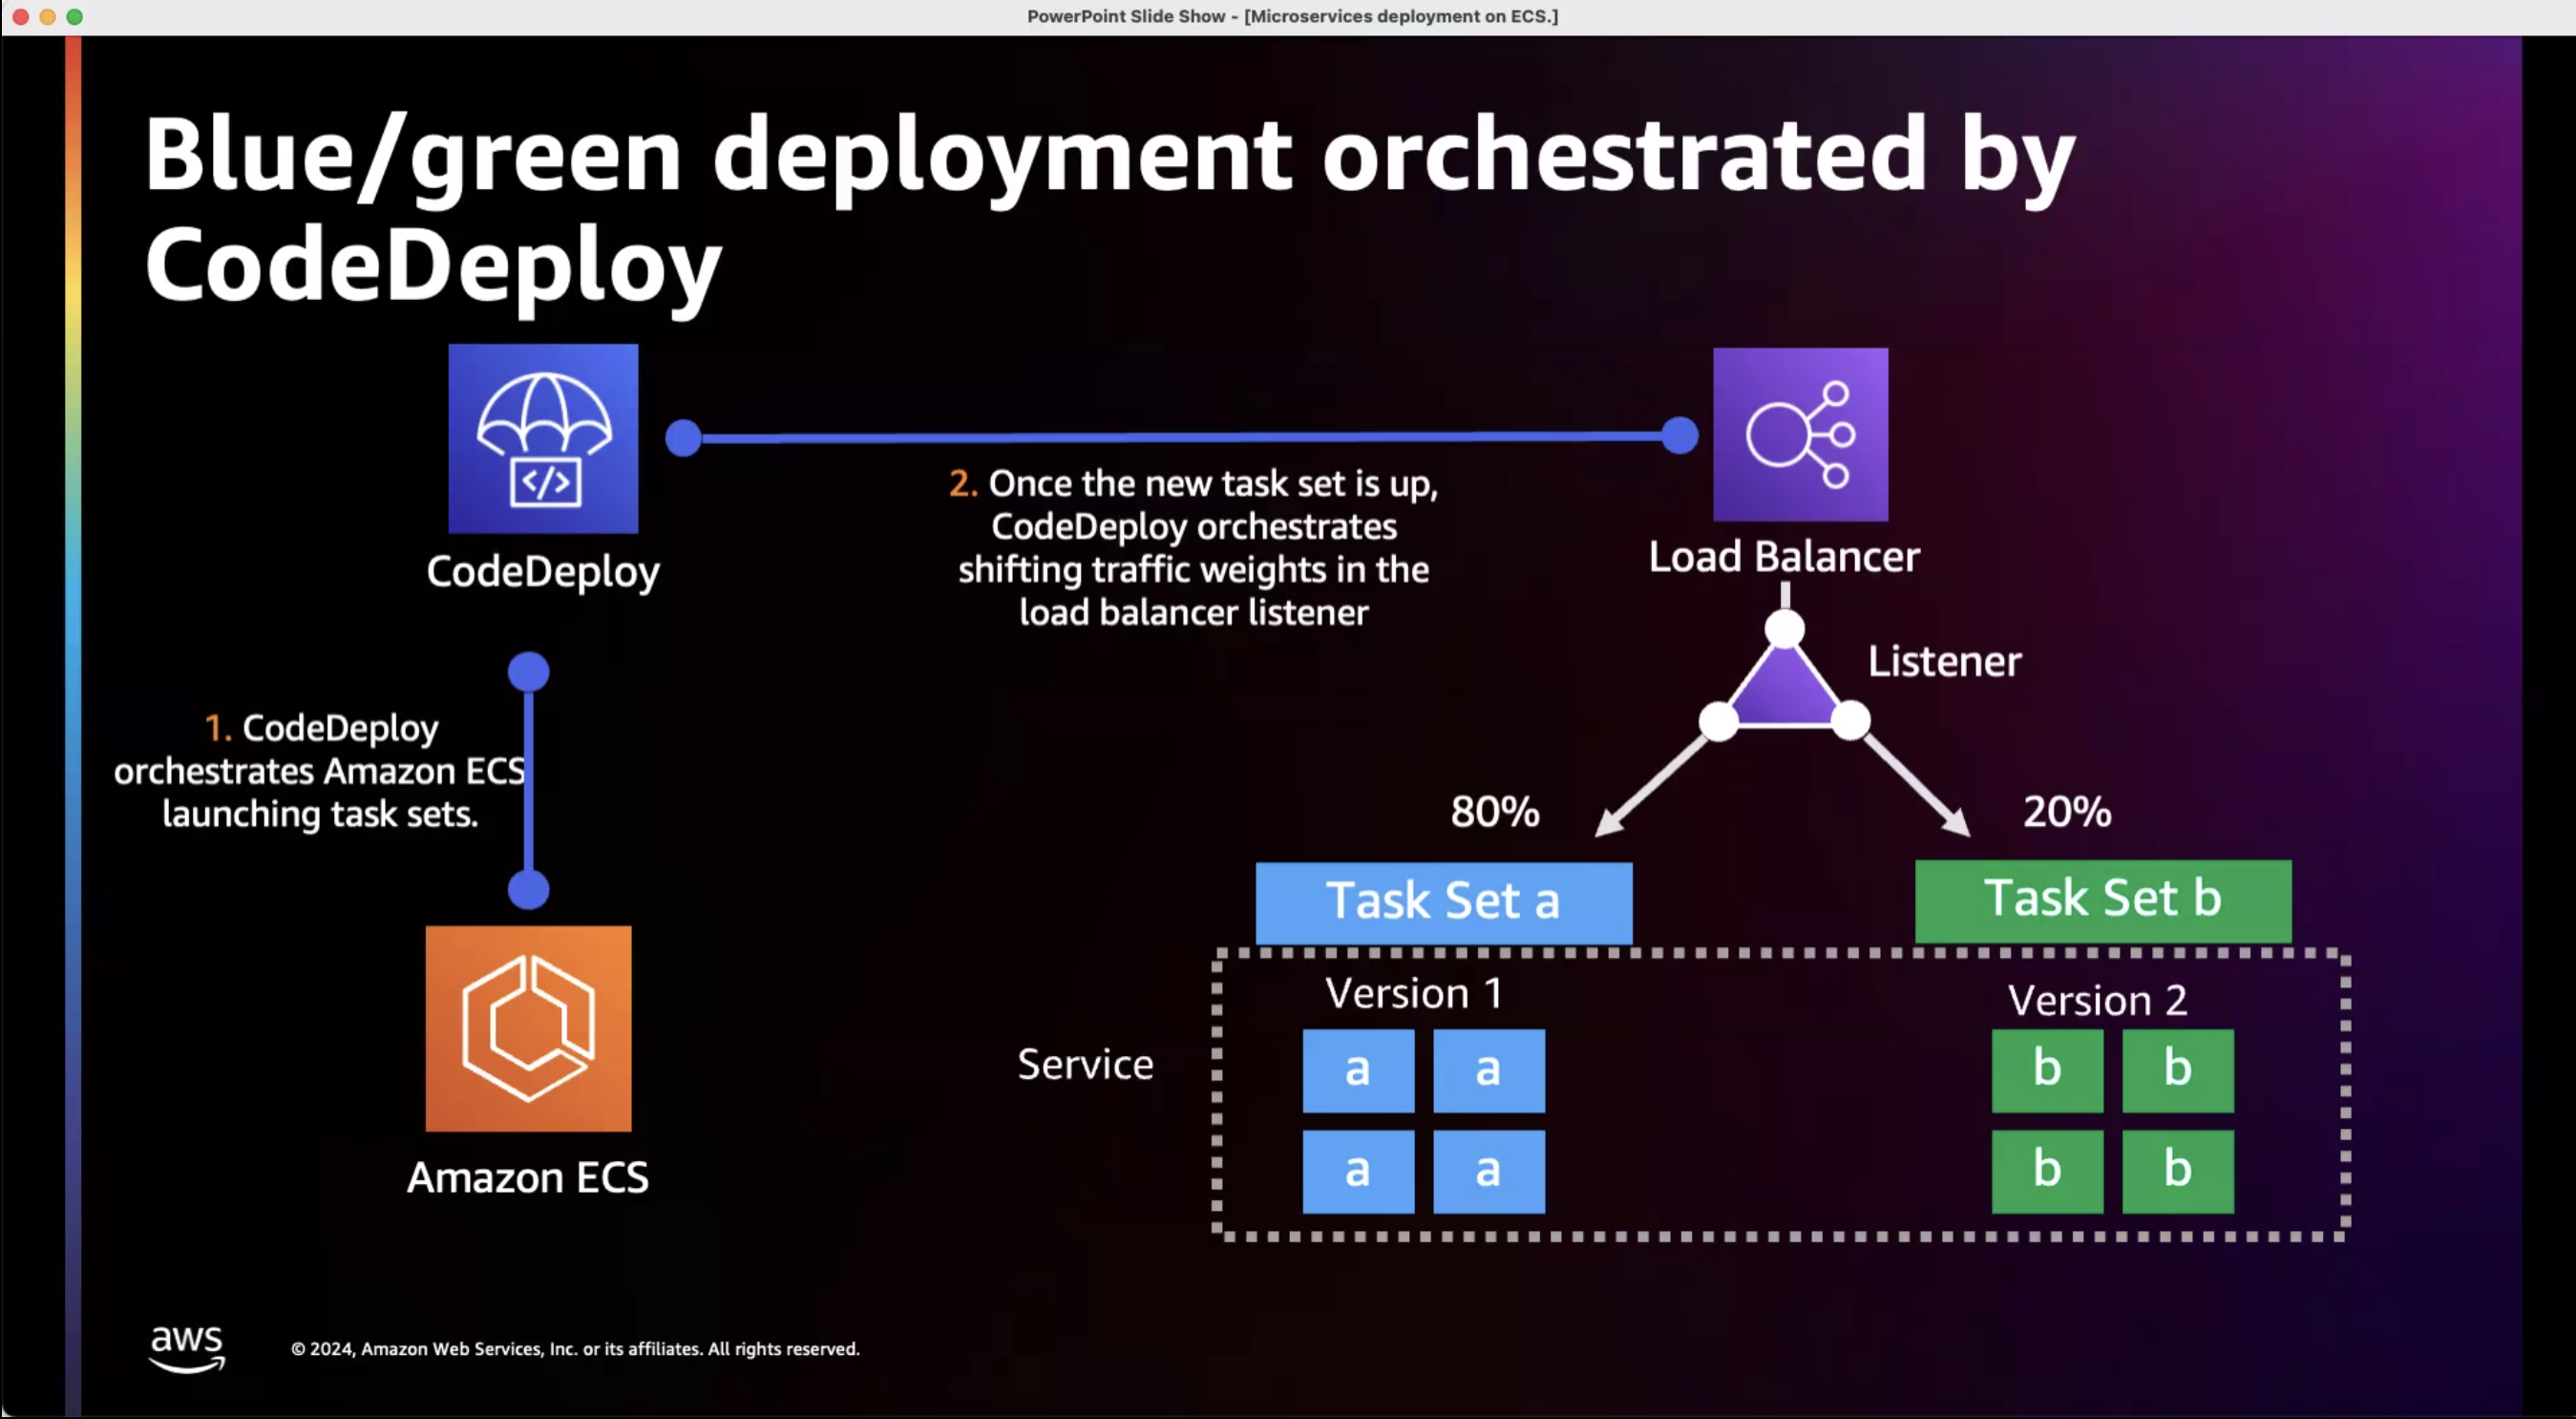 PowerPoint Slide Show - [Microservices deployment on ECS.]
Blue/green deployment orchestrated by
CodeDeploy
</>
CodeDeploy
2. Once the new task set is up,
CodeDeploy orchestrates
shifting traffic weights in the
load balancer listener
Load Balancer
Listener
1. CodeDeploy
orchestrates Amazon ECS
launching task sets.
80%
20%
Task Set a
Task Set b
Amazon ECS
Service
Version 1
a a
a a
Version 2
b b
b b
aws
© 2024, Amazon Web Services, Inc. or its affiliates. All rights reserved.